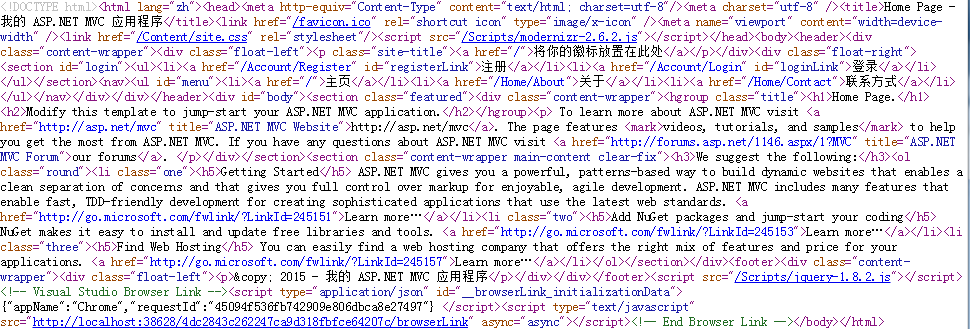 <!DOCTYPE html><html lang="zh"><head><meta http-equiv="Content-Type" content="text/html; charset=utf-8"/><meta charset="utf-8" /><title>Home Page -
我的 ASP.NET MVC 应用程序</title><link href="/favicon.ico" rel="shortcut icon" type="image/x-icon" /><meta name="viewport" content="width=device-
width" /><link href="/Content/site.css" rel="stylesheet"/><script src="/Scripts/modernizr-2.6.2.js"></script></head><body><header><div
class="content-wrapper"><div class="float-left"><p class="site-title"><a href="/">将你的徽标放置在此处</a></p></div><div class="float-right">
<section id="login"><ul><li><a href="/Account/Register" id="registerLink">注册</a></li><li><a href="/Account/Login" id="loginLink">登录</a></li>
</ul></section><nav><ul id="menu"><li><a href="/">主页</a></li><li><a href="/Home/About">关于</a></li><li><a href="/Home/Contact">联系方式</a></li>
</ul></nav></div></div></header><div id="body"><section class="featured"><div class="content-wrapper"><hgroup class="title"><h1>Home Page.</h1>
<h2>Modify this template to jump-start your ASP.NET MVC application.</h2></hgroup><p> To learn more about ASP.NET MVC visit <a
href="http://asp.net/mvc" title="ASP.NET MVC Website">http://asp.net/mvc</a>. The page features <mark>videos, tutorials, and samples</mark> to help
you get the most from ASP.NET MVC. If you have any questions about ASP.NET MVC visit <a href="http://forums.asp.net/1146.aspx/1?MVC" title="ASP.NET
MVC Forum">our forums</a>. </p></div></section><section class="content-wrapper main-content clear-fix"><h3>We suggest the following:</h3><ol
class="round"><li class="one"><h5>Getting Started</h5> ASP.NET MVC gives you a powerful, patterns-based way to build dynamic websites that enables a
clean separation of concerns and that gives you full control over markup for enjoyable, agile development. ASP.NET MVC includes many features that
enable fast, TDD-friendly development for creating sophisticated applications that use the latest web standards. <a
href="http://go.microsoft.com/fwlink/?LinkId=245151">Learn more…</a></li><li class="two"><h5>Add NuGet packages and jump-start your coding</h5>
NuGet makes it easy to install and update free libraries and tools. <a href="http://go.microsoft.com/fwlink/?LinkId=245153">Learn more…</a></li><li
class="three"><h5>Find Web Hosting</h5> You can easily find a web hosting company that offers the right mix of features and price for your
applications. <a href="http://go.microsoft.com/fwlink/?LinkId=245157">Learn more…</a></li></ol></section></div><footer><div class="content-
wrapper"><div class="float-left"><p>&copy; 2015 - 我的 ASP.NET MVC 应用程序</p></div></div></footer><script src="/Scripts/jquery-1.8.2.js"></script>
<!-- Visual Studio Browser Link --><script type="application/json" id="__browserLink_initializationData">
{"appName":"Chrome","requestId":"45094f536fb742909e806dbca8e27497"} </script><script type="text/javascript"
src="http://localhost:38628/4dc2843c262247ca9d318fbfce64207c/browserLink" async="async"></script><!-- End Browser Link --></body></html>